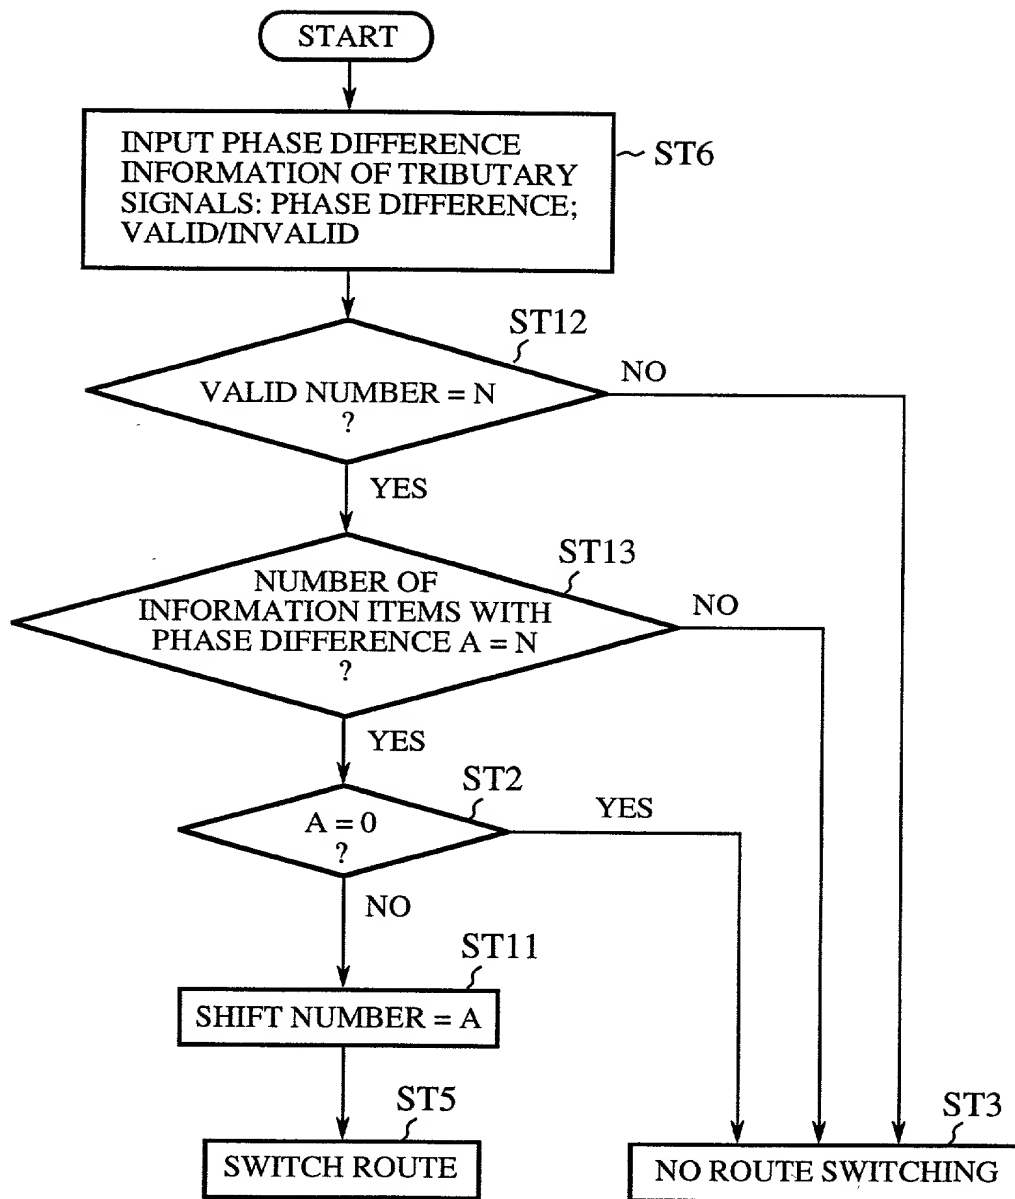 START
INPUT PHASE DIFFERENCE
INFORMATION OF TRIBUTARY
SIGNALS: PHASE DIFFERENCE;
VALID/INVALID
ST6
ST12
VALID NUMBER = N
?
NO
YES
ST13
NUMBER OF
INFORMATION ITEMS WITH
PHASE DIFFERENCE A = N
?
NO
YES
ST2
A = 0
?
YES
NO
ST11
SHIFT NUMBER = A
ST5
SWITCH ROUTE
ST3
NO ROUTE SWITCHING